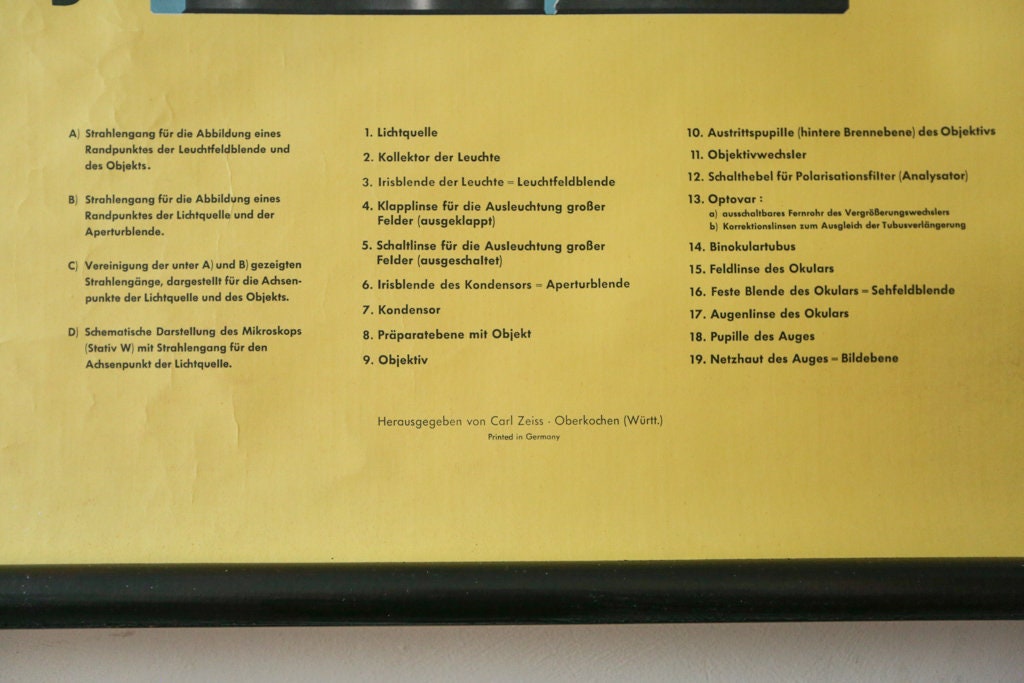 A) Strahlengang für die Abbildung eines
Randpunktes der Leuchtfeldblende und
des Objekts.
B) Strahlengang für die Abbildung eines
Randpunktes der Lichtquelle und der
Aperturblende.
C) Vereinigung der unter A) und B) gezeigten
Strahlengänge, dargestellt für die Achsen-
punkte der Lichtquelle und des Objekts.
D) Schematische Darstellung des Mikroskops
(Stativ W) mit Strahlengang für den
Achsenpunkt der Lichtquelle.
1. Lichtquelle
2. Kollektor der Leuchte
3. Irisblende der Leuchte = Leuchtfeldblende
4. Klapplinse für die Ausleuchtung großer
Felder (ausgeklappt)
5. Schaltlinse für die Ausleuchtung großer
Felder (ausgeschaltet)
6. Irisblende des Kondensors = Aperturblende
7. Kondensor
8. Präparatebene mit Objekt
9. Objektiv
10. Austrittspupille (hintere Brennebene) des Objektivs
11. Objektivwechsler
12. Schalthebel für Polarisationsfilter (Analysator)
13. Optovar :
a) ausschaltbares Fernrohr des Vergrößerungswechslers
b) Korrektionslinsen zum Ausgleich der Tubusverlängerung
14. Binokulartubus
15. Feldlinse des Okulars
16. Feste Blende des Okulars = Sehfeldblende
17. Augenlinse des Okulars
18. Pupille des Auges
19. Netzhaut des Auges = Bildebene
Herausgegeben von Carl Zeiss - Oberkochen (Württ.)
Printed in Germany